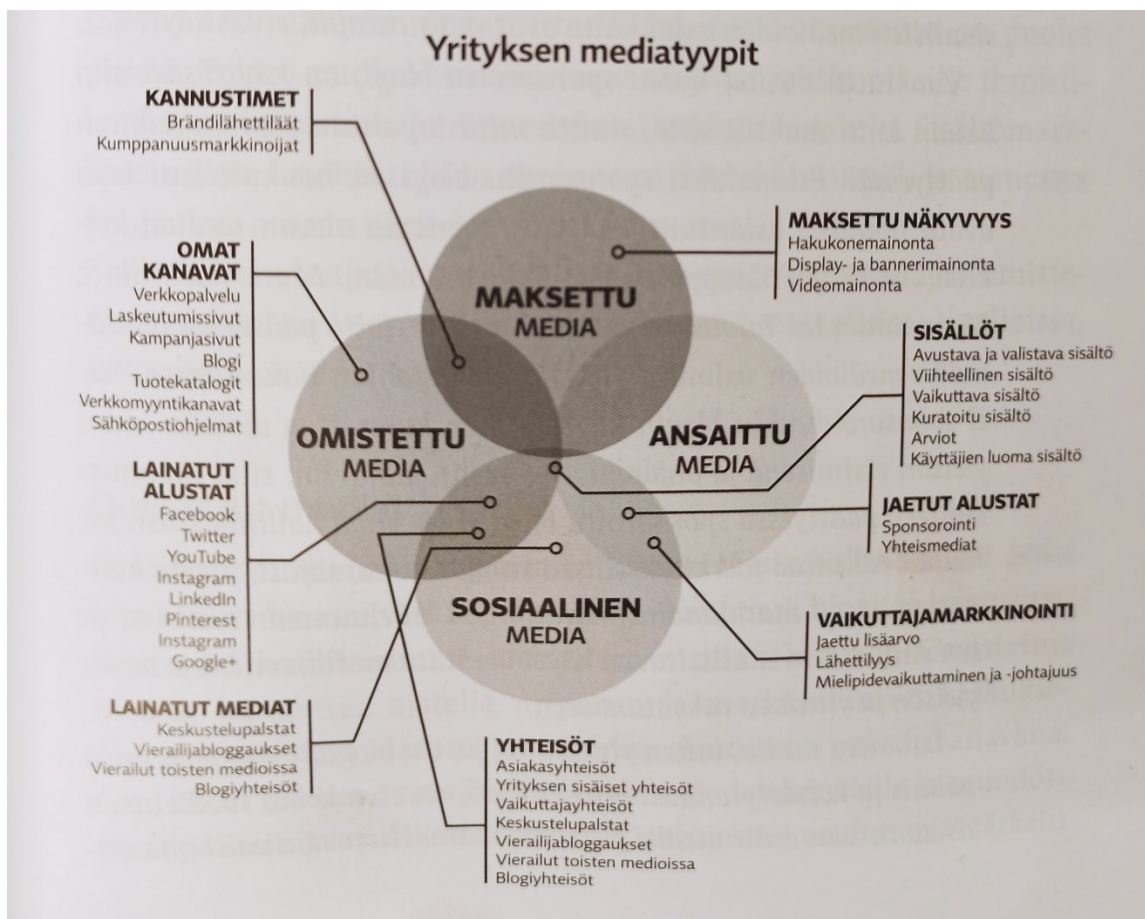 Yrityksen mediatyypit
KANNUSTIMET
Brändilähettiläät
Kumppanuusmarkkinoijat
OMAT
KANAVAT
Verkkopalvelu
Laskeutumissivut
Kampanjasivut
Blogi
Tuotekatalogit
Verkkomyyntikanavat
Sähköpostiohjelmat
LAINATUT
ALUSTAT
Facebook
Twitter
YouTube
Instagram
LinkedIn
Pinterest
Instagram
Google+
LAINATUT MEDIAT
Keskustelupalstat
Vierailijabloggaukset
Vierailut toisten medioissa
Blogiyhteisöt
MAKSETTU
MEDIA
OMISTETTU
MEDIA
ANSAITTU
MEDIA
SOSIAALINEN
MEDIA
MAKSETTU NÄKYVYYS
Hakukonemainonta
Display- ja bannerimainonta
Videomainonta
SISÄLLÖT
Avustava ja valistava sisältö
Viihteellinen sisältö
Vaikuttava sisältö
Kuratoitu sisältö
Arviot
Käyttäjien luoma sisältö
JAETUT ALUSTAT
Sponsorointi
Yhteismediat
VAIKUTTAJAMARKKINOINTI
Jaettu lisäarvo
Lähettilyys
Mielipidevaikuttaminen ja -johtajuus
YHTEISÖT
Asiakasyhteisöt
Yrityksen sisäiset yhteisöt
Vaikuttajayhteisöt
Keskustelupalstat
Vierailijabloggaukset
Vierailut toisten medioissa
Blogiyhteisöt